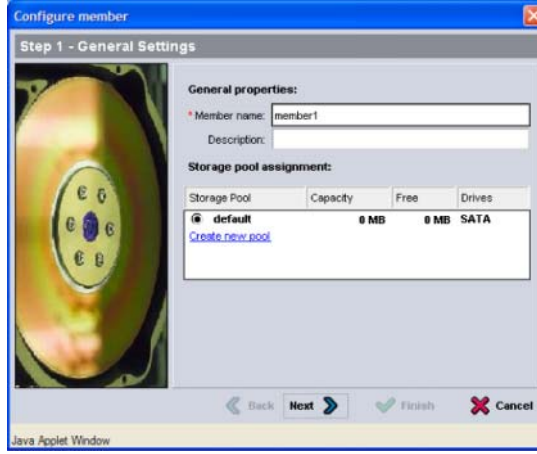 Configure member
Step 1 - General Settings
General properties:
* Member name: member1
Description:
Storage pool assignment:
Storage Pool Capacity Free Drives
default 0 MB 0 MB SATA
Create new pool
Back Next Finish Cancel
Java Applet Window